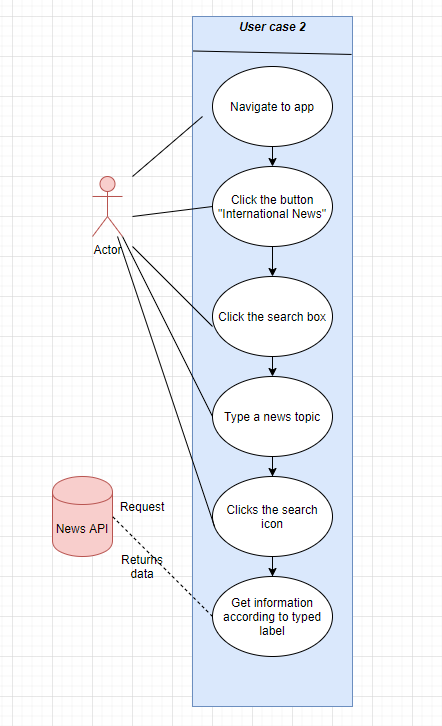 User case 2
Navigate to app
Click the button
"International News"
Actor
Click the search box
Type a news topic
Request
Clicks the search
icon
News API
Returns
data
Get information
according to typed
label